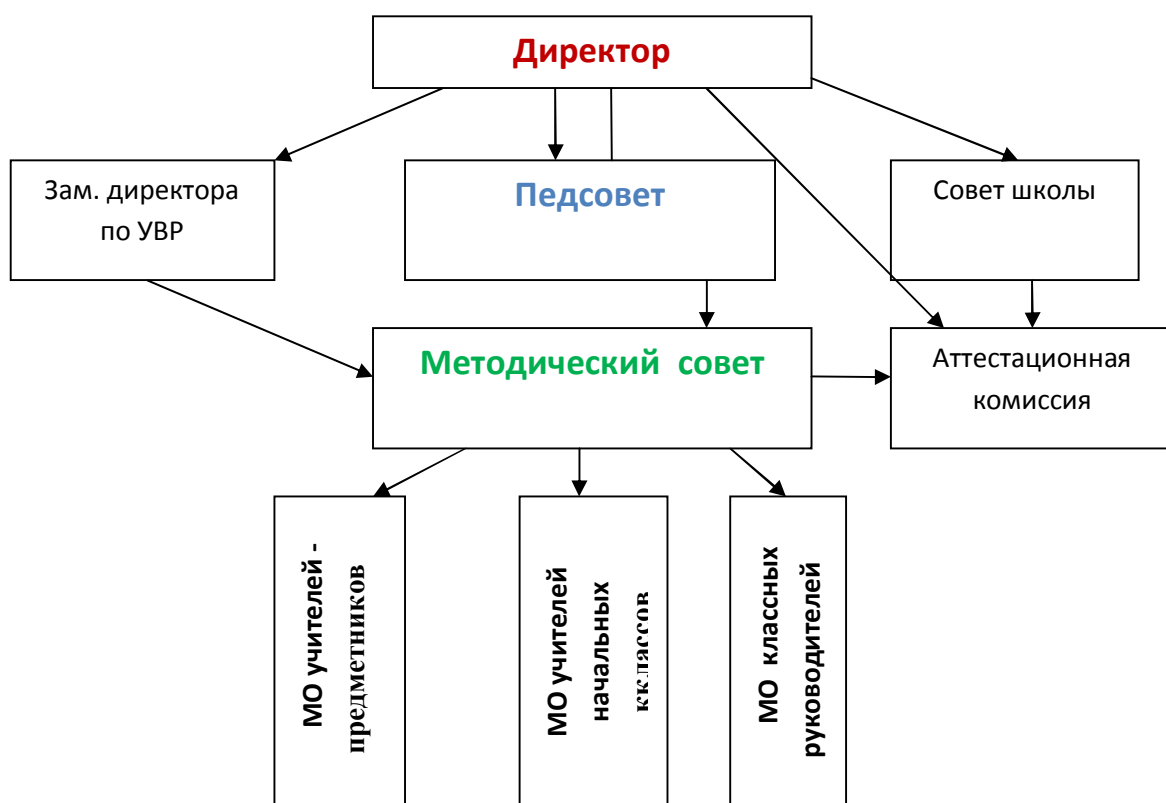 Директор
Зам. директора
по УВР
Педсовет
Совет школы
Методический совет
Аттестационная
комиссия
МО учителей -
предметников
МО учителей
начальных
ккласcов
МО классных
руководителей